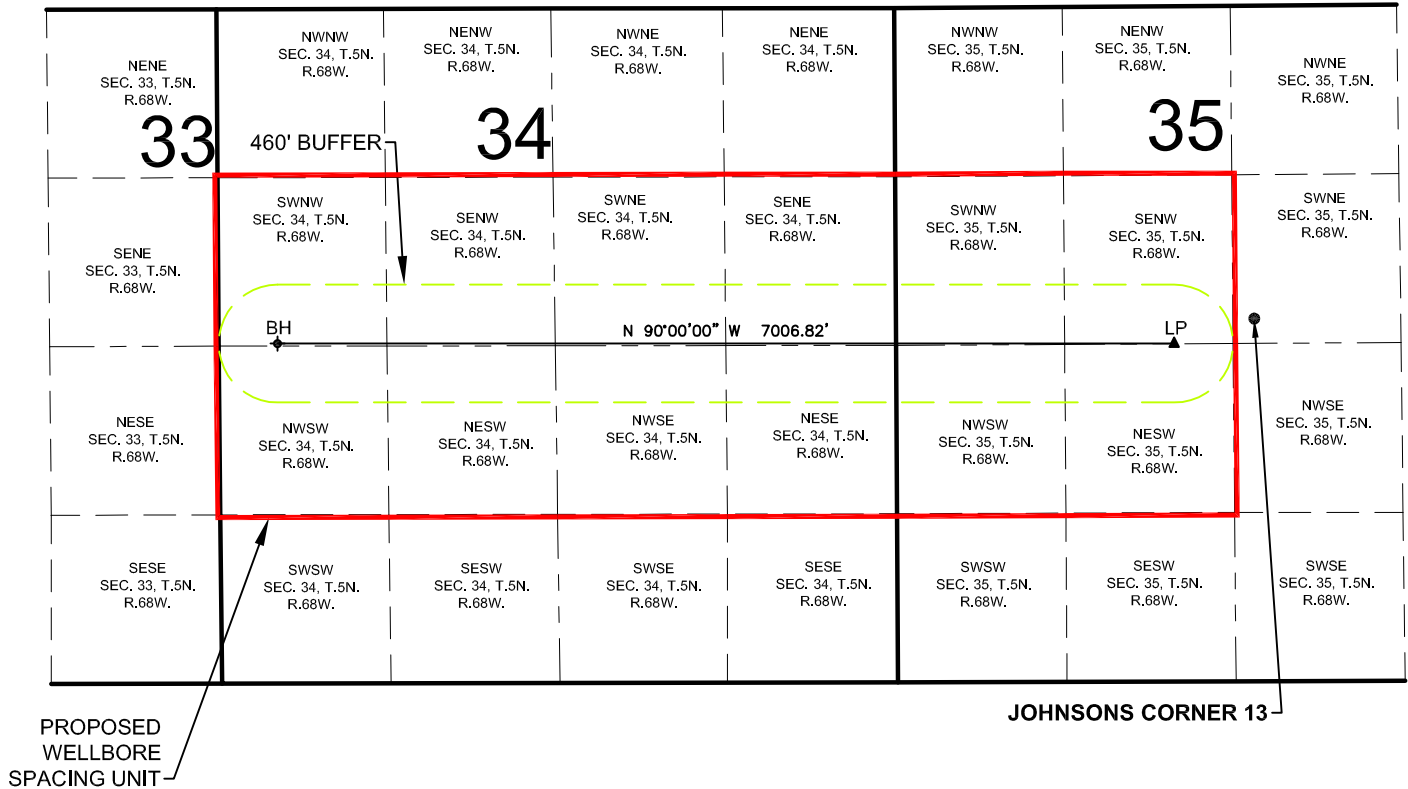 NENE
SEC. 33, T.5N.
R.68W.
NWNW
SEC. 34, T.5N.
R.68W.
NENW
SEC. 34, T.5N.
R.68W.
NWNE
SEC. 34, T.5N.
R.68W.
NENE
SEC. 34, T.5N.
R.68W.
NWNW
SEC. 35, T.5N.
R.68W.
NENW
SEC. 35, T.5N.
R.68W.
NWNE
SEC. 35, T.5N.
R.68W.
33
34
35
460' BUFFER
SENE
SEC. 33, T.5N.
R.68W.
SWNW
SEC. 34, T.5N.
R.68W.
SENW
SEC. 34, T.5N.
R.68W.
SWNE
SEC. 34, T.5N.
R.68W.
SENE
SEC. 34, T.5N.
R.68W.
SWNW
SEC. 35, T.5N.
R.68W.
SENW
SEC. 35, T.5N.
R.68W.
SWNE
SEC. 35, T.5N.
R.68W.
BH
N 90°00'00" W 7006.82'
LP
NESE
SEC. 33, T.5N.
R.68W.
NWSW
SEC. 34, T.5N.
R.68W.
NESW
SEC. 34, T.5N.
R.68W.
NWSE
SEC. 34, T.5N.
R.68W.
NESE
SEC. 34, T.5N.
R.68W.
NWSW
SEC. 35, T.5N.
R.68W.
NESW
SEC. 35, T.5N.
R.68W.
NWSE
SEC. 35, T.5N.
R.68W.
SESE
SEC. 33, T.5N.
R.68W.
SWSW
SEC. 34, T.5N.
R.68W.
SESW
SEC. 34, T.5N.
R.68W.
SWSE
SEC. 34, T.5N.
R.68W.
SESE
SEC. 34, T.5N.
R.68W.
SWSW
SEC. 35, T.5N.
R.68W.
SESW
SEC. 35, T.5N.
R.68W.
SWSE
SEC. 35, T.5N.
R.68W.
PROPOSED
WELLBORE
SPACING UNIT
JOHNSONS CORNER 13